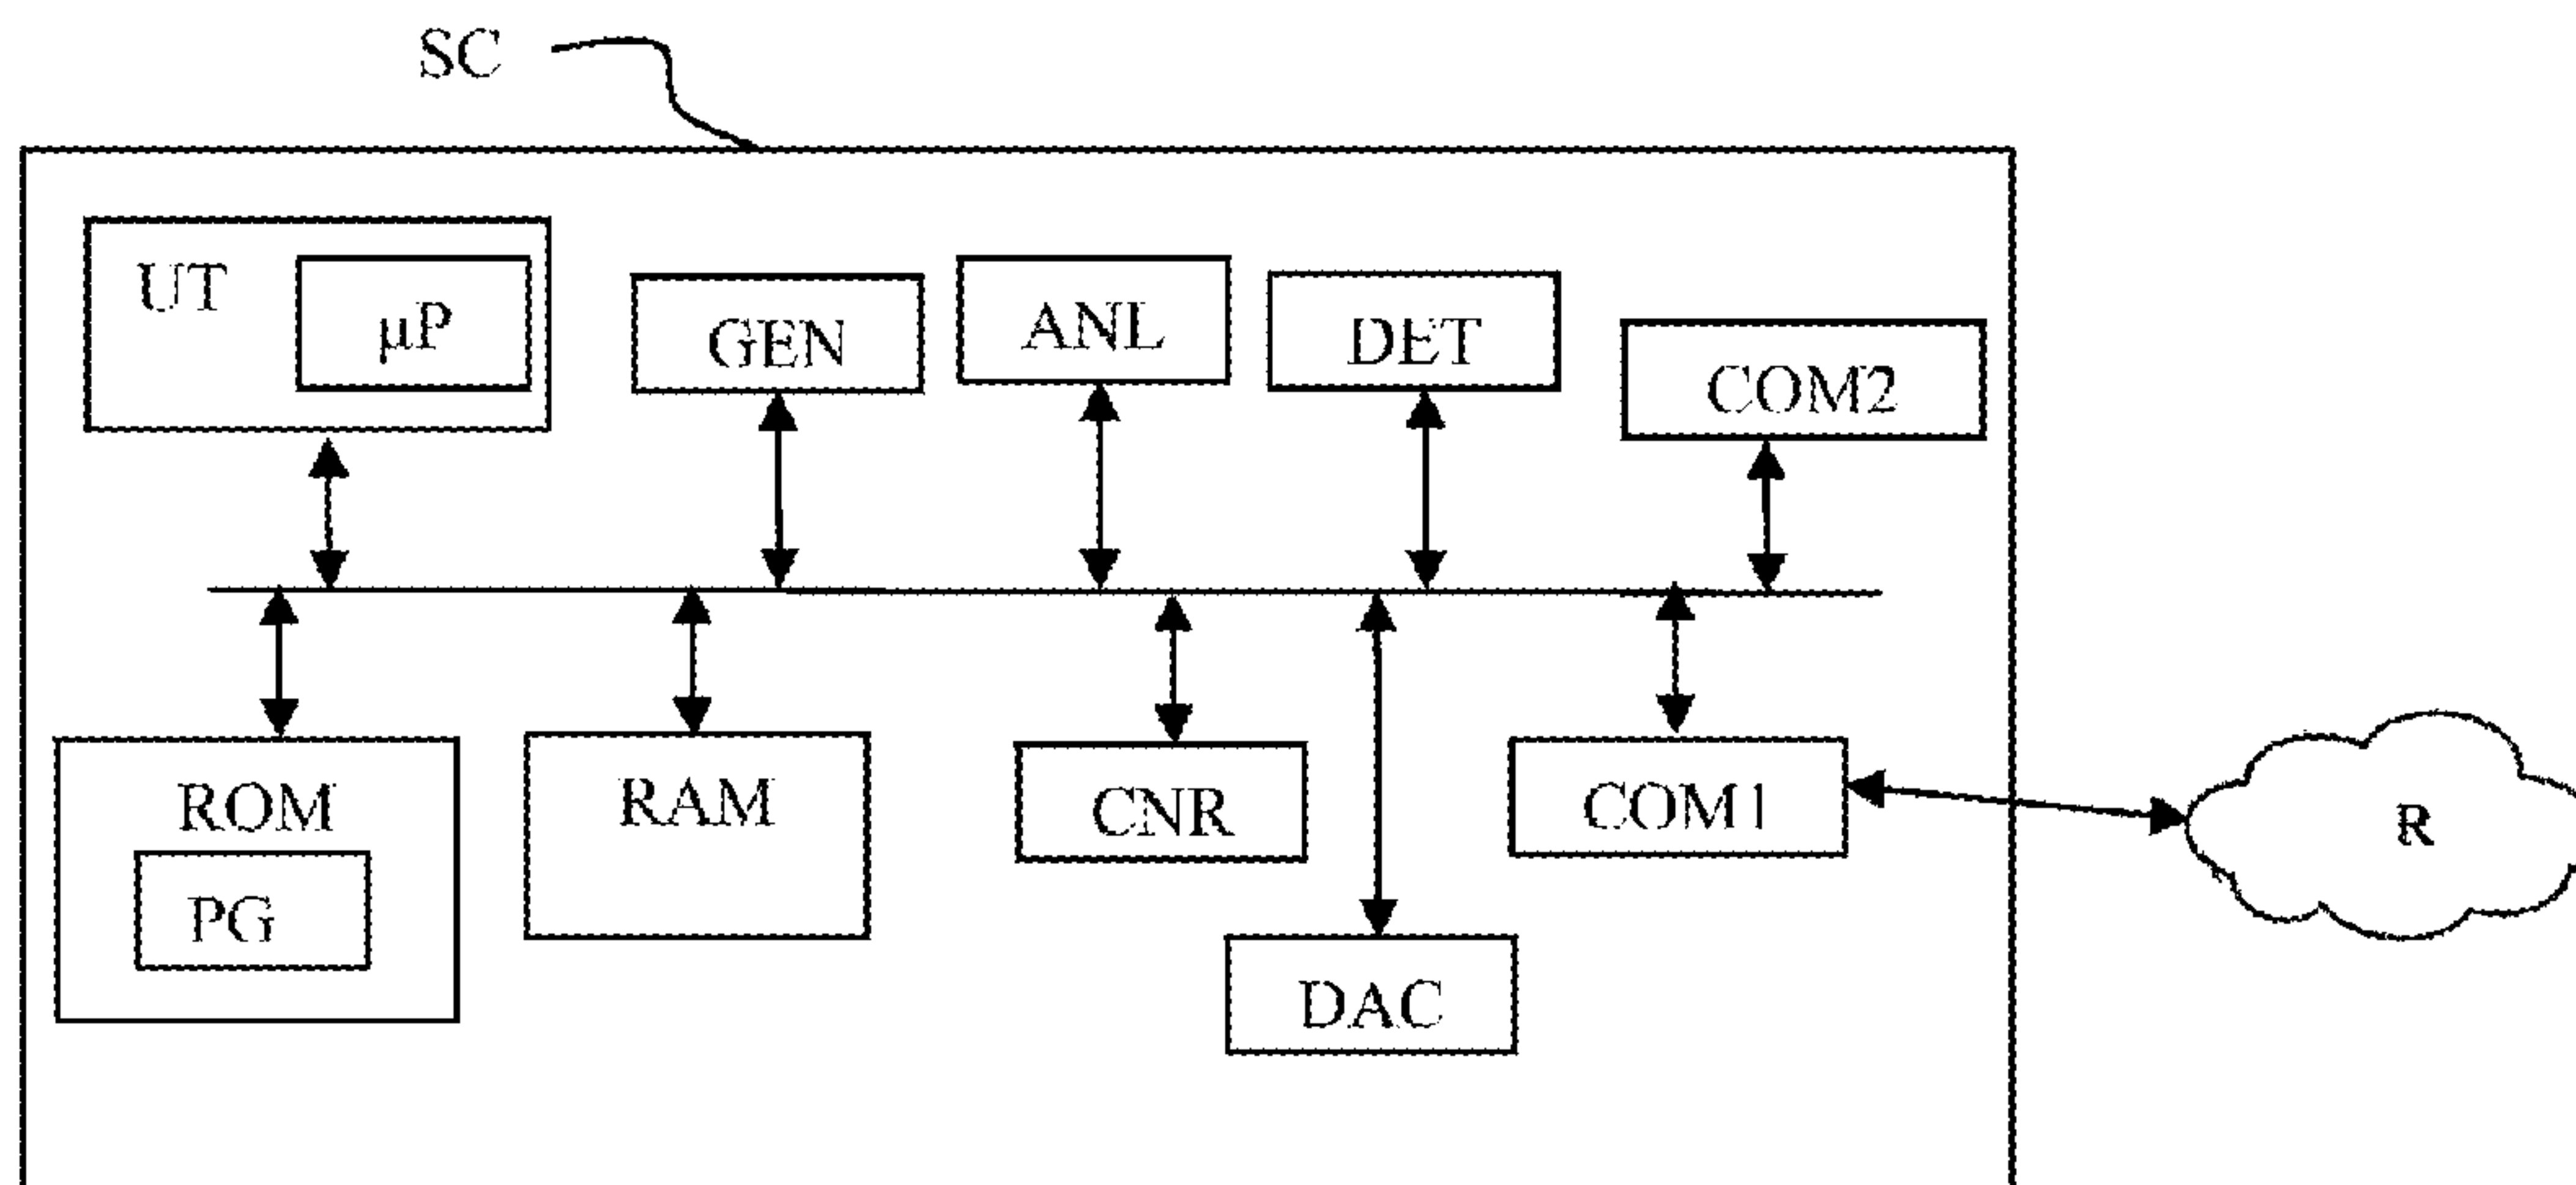 SC
UT
μP
GEN
ANL
DET
COM2
ROM
RAM
CNR
COM1
R
PG
DAC